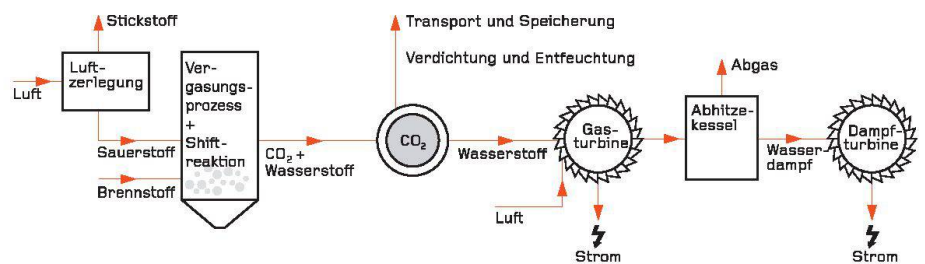 Stickstoff
Luft-
zerlegung
Luft
Sauerstoff
Brennstoff
Ver-
gasungs-
prozess
+
Shift-
reaktion
CO₂ +
Wasserstoff
Transport und Speicherung
Verdichtung und Entfeuchtung
CO₂
Wasserstoff
Luft
Gas-
turbine
Strom
Abgas
Abhitze-
kessel
Wasser-
dampf
Dampf-
turbine
Strom